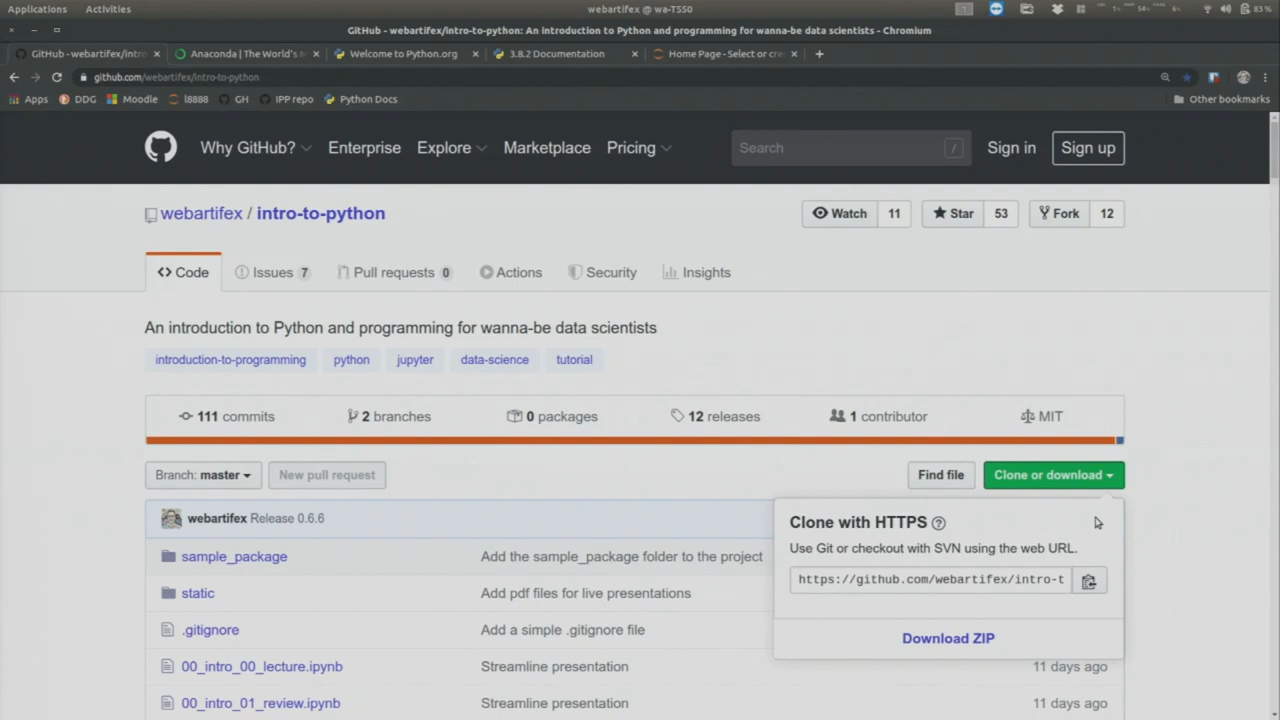 Applications Activities webartifex @ wa-T550 83 %
GitHub - webartifex/intro-to-python: An introduction to Python and programming for wanna-be data scientists - Chromium
GitHub - webartifex/intro × Anaconda | The World's M × Welcome to Python.org × 3.8.2 Documentation × Home Page - Select or cre × +
github.com/webartifex/intro-to-python
Apps DDG Moodle l8888 GH IPP repo Python Docs Other bookmarks
Why GitHub? Enterprise Explore Marketplace Pricing Search / Sign in Sign up
webartifex / intro-to-python Watch 11 Star 53 Fork 12
Code Issues 7 Pull requests 0 Actions Security Insights
An introduction to Python and programming for wanna-be data scientists
introduction-to-programming python jupyter data-science tutorial
111 commits 2 branches 0 packages 12 releases 1 contributor MIT
Branch: master New pull request Find file Clone or download
webartifex Release 0.6.6
Clone with HTTPS ?
Use Git or checkout with SVN using the web URL.
https://github.com/webartifex/intro-t
Download ZIP
sample_package Add the sample_package folder to the project
static Add pdf files for live presentations
.gitignore Add a simple .gitignore file
00_intro_00_lecture.ipynb Streamline presentation 11 days ago
00_intro_01_review.ipynb Streamline presentation 11 days ago